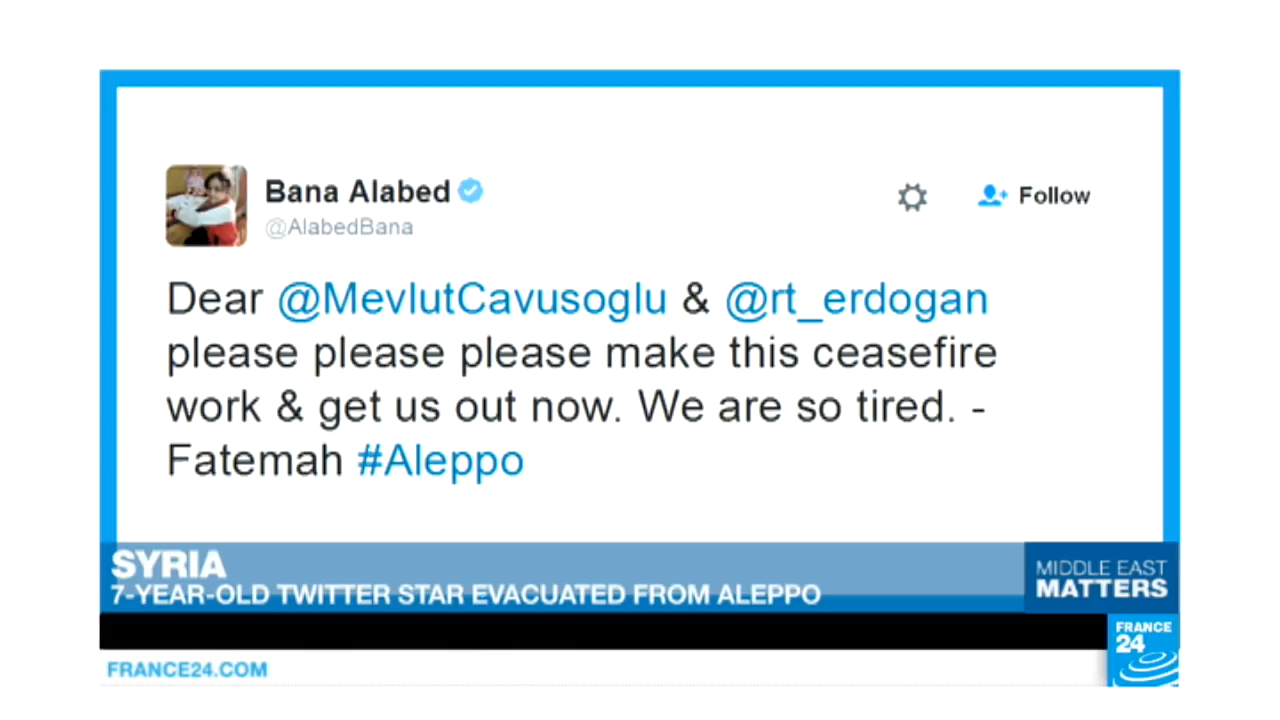 Bana Alabed
@AlabedBana
Follow
Dear @MevlutCavusoglu & @rt_erdogan
please please please make this ceasefire
work & get us out now. We are so tired. -
Fatemah #Aleppo
SYRIA
7-YEAR-OLD TWITTER STAR EVACUATED FROM ALEPPO
MIDDLE EAST
MATTERS
FRANCE
24
FRANCE24.COM